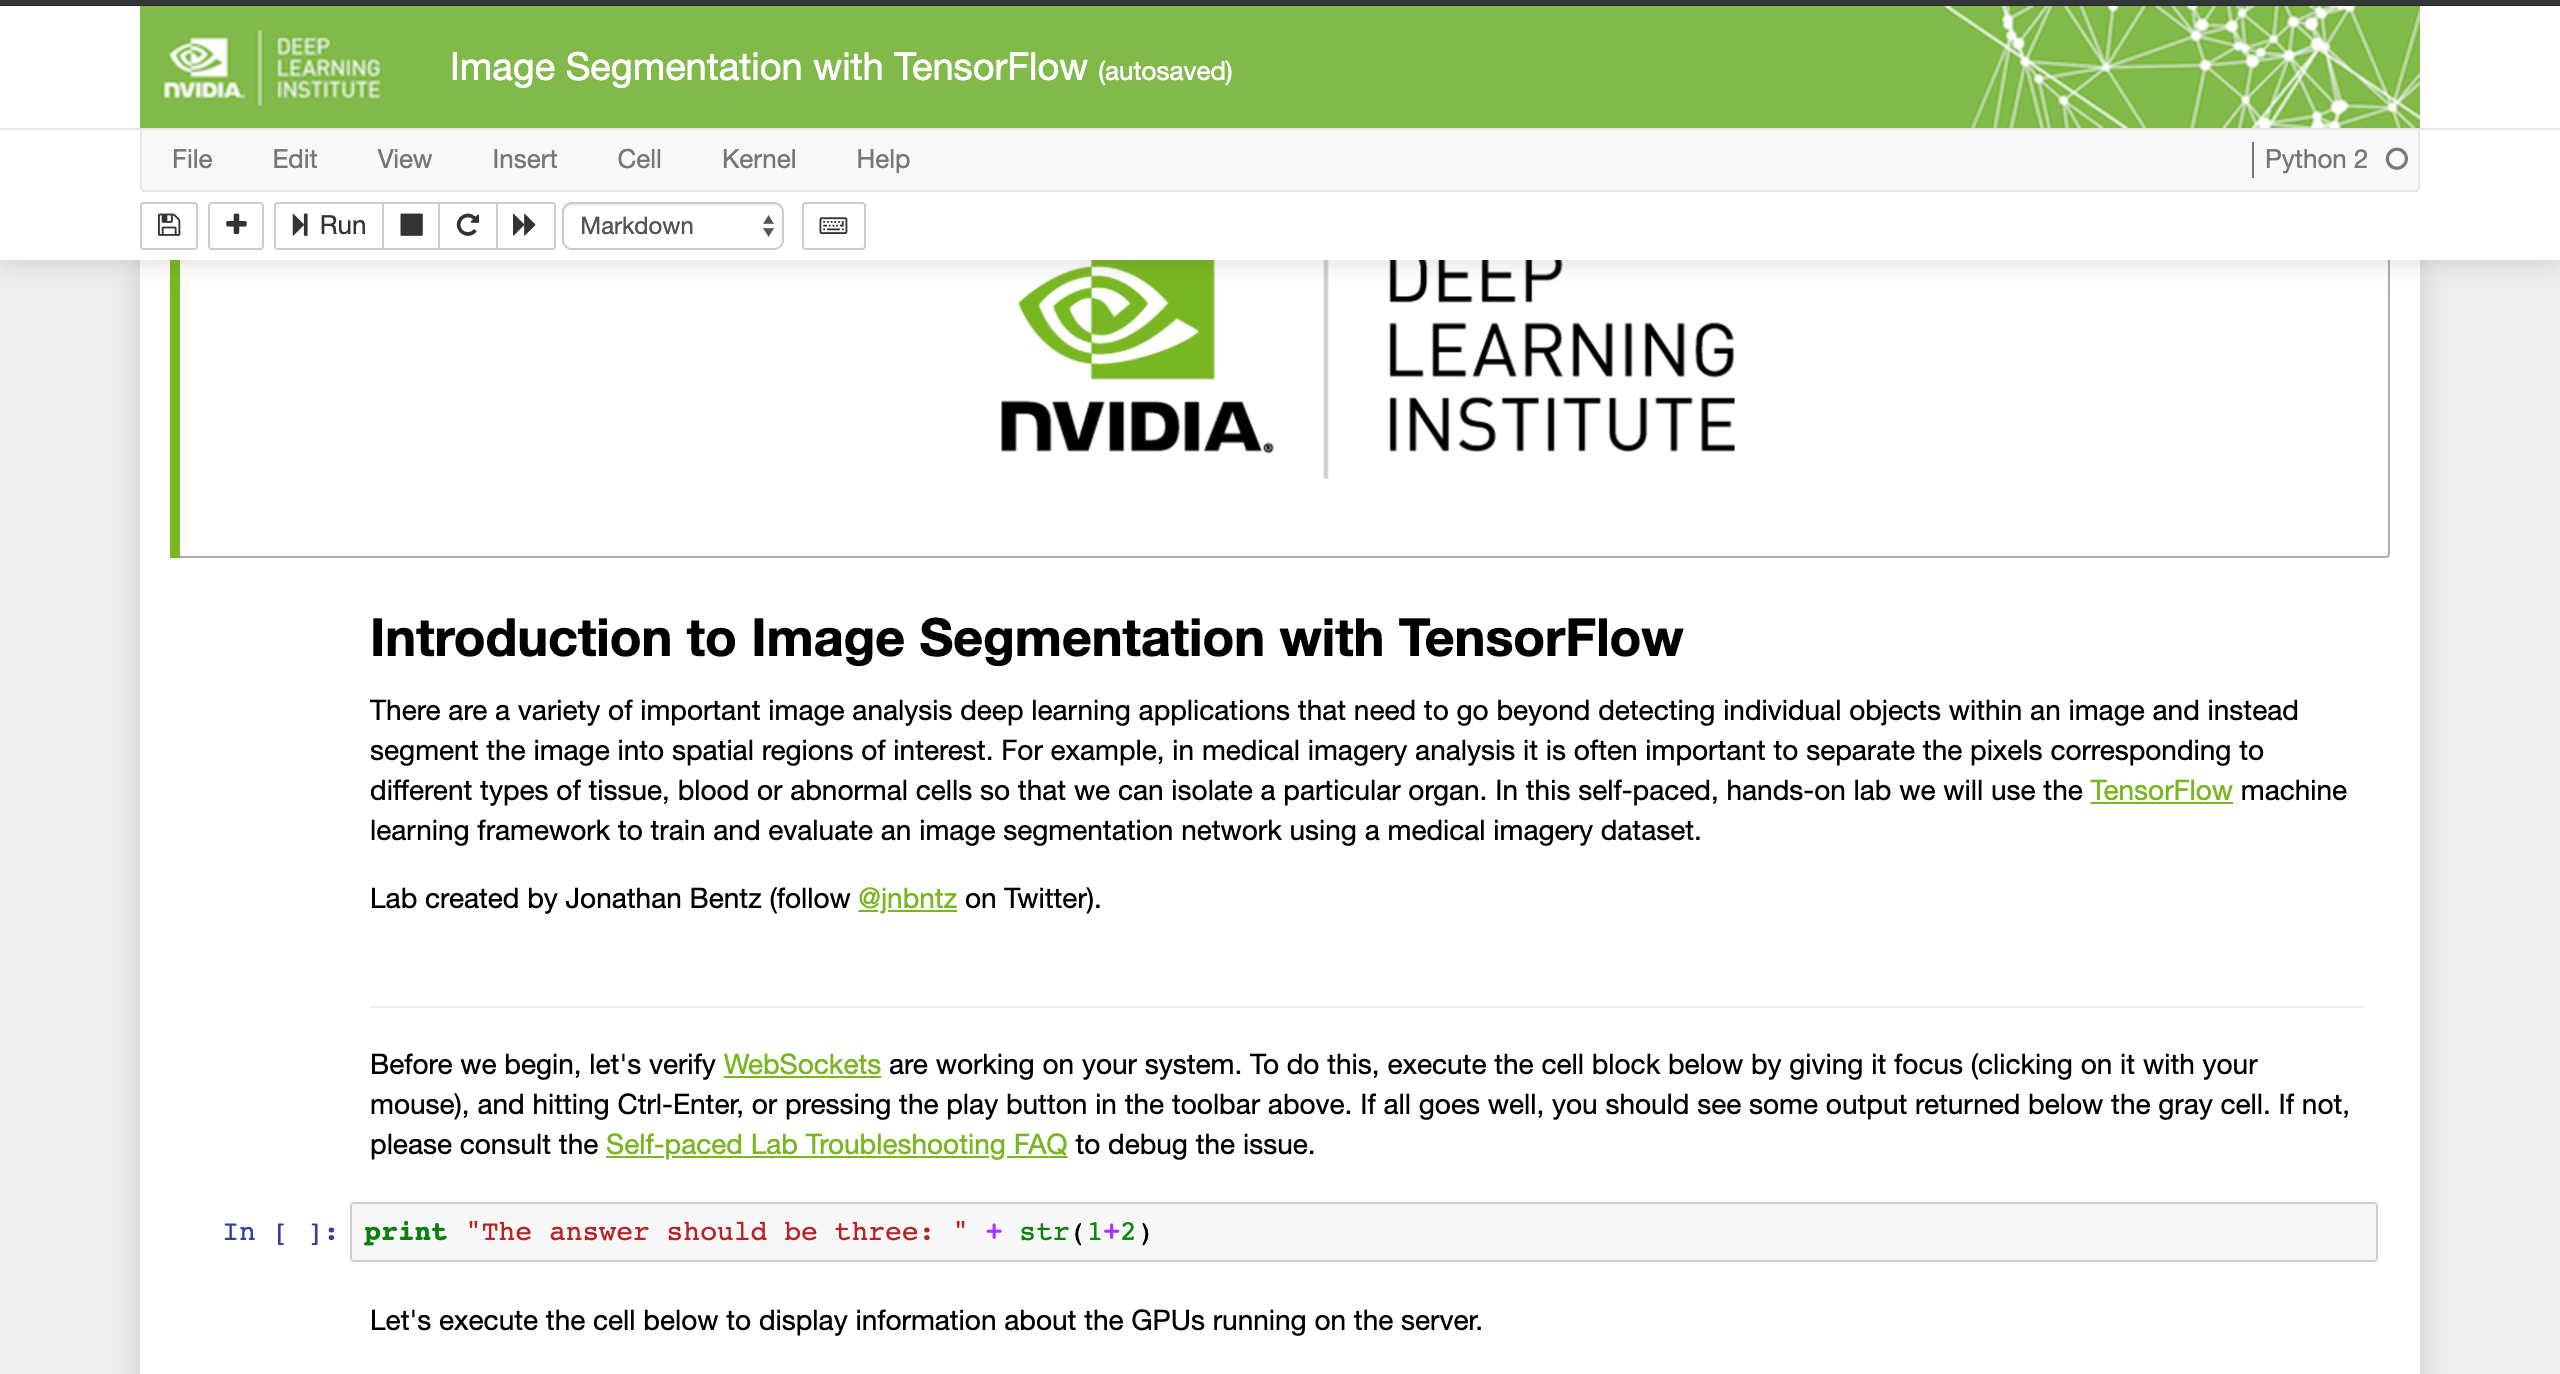 NVIDIA
DEEP
LEARNING
INSTITUTE
Image Segmentation with TensorFlow (autosaved)
File Edit View Insert Cell Kernel Help Python 2
Run Markdown
NVIDIA®
DEEP
LEARNING
INSTITUTE
Introduction to Image Segmentation with TensorFlow
There are a variety of important image analysis deep learning applications that need to go beyond detecting individual objects within an image and instead
segment the image into spatial regions of interest. For example, in medical imagery analysis it is often important to separate the pixels corresponding to
different types of tissue, blood or abnormal cells so that we can isolate a particular organ. In this self-paced, hands-on lab we will use the TensorFlow machine
learning framework to train and evaluate an image segmentation network using a medical imagery dataset.
Lab created by Jonathan Bentz (follow @jnbntz on Twitter).
Before we begin, let's verify WebSockets are working on your system. To do this, execute the cell block below by giving it focus (clicking on it with your
mouse), and hitting Ctrl-Enter, or pressing the play button in the toolbar above. If all goes well, you should see some output returned below the gray cell. If not,
please consult the Self-paced Lab Troubleshooting FAQ to debug the issue.
In [ ]: print "The answer should be three: " + str(1+2)
Let's execute the cell below to display information about the GPUs running on the server.